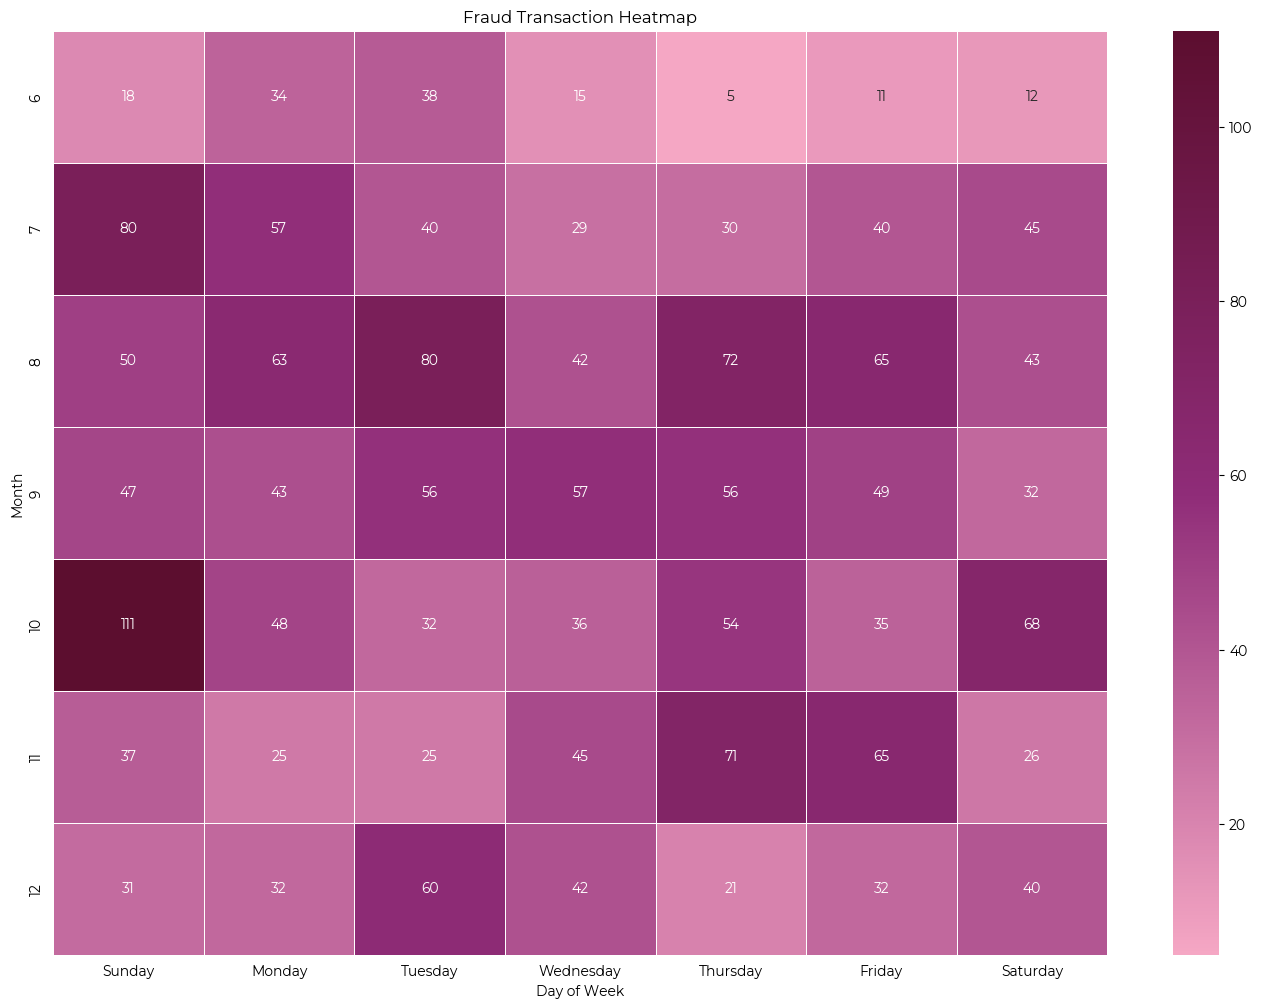 Fraud Transaction Heatmap
Month
6 18 34 38 15 5 11 12
7 80 57 40 29 30 40 45
8 50 63 80 42 72 65 43
9 47 43 56 57 56 49 32
10 111 48 32 36 54 35 68
11 37 25 25 45 71 65 26
12 31 32 60 42 21 32 40
Sunday Monday Tuesday Wednesday Thursday Friday Saturday
Day of Week
100
80
60
40
20